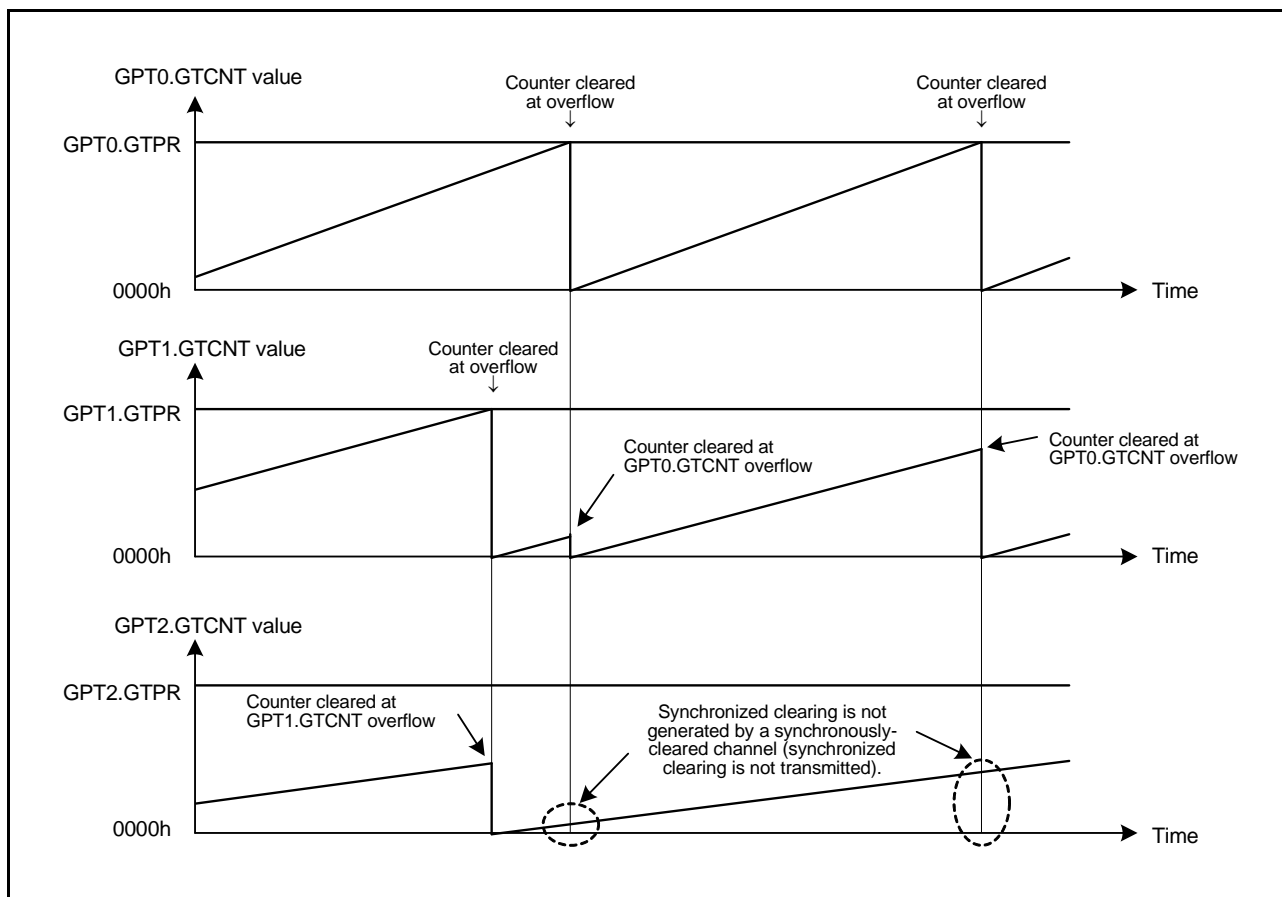 GPT0.GTCNT value
Counter cleared
at overflow
↓
Counter cleared
at overflow
↓
GPT0.GTPR
0000h
Time
GPT1.GTCNT value
Counter cleared
at overflow
↓
GPT1.GTPR
Counter cleared at
GPT0.GTCNT overflow
Counter cleared at
GPT0.GTCNT overflow
0000h
Time
GPT2.GTCNT value
GPT2.GTPR
Counter cleared at
GPT1.GTCNT overflow
Synchronized clearing is not
generated by a synchronously-
cleared channel (synchronized
clearing is not transmitted).
0000h
Time